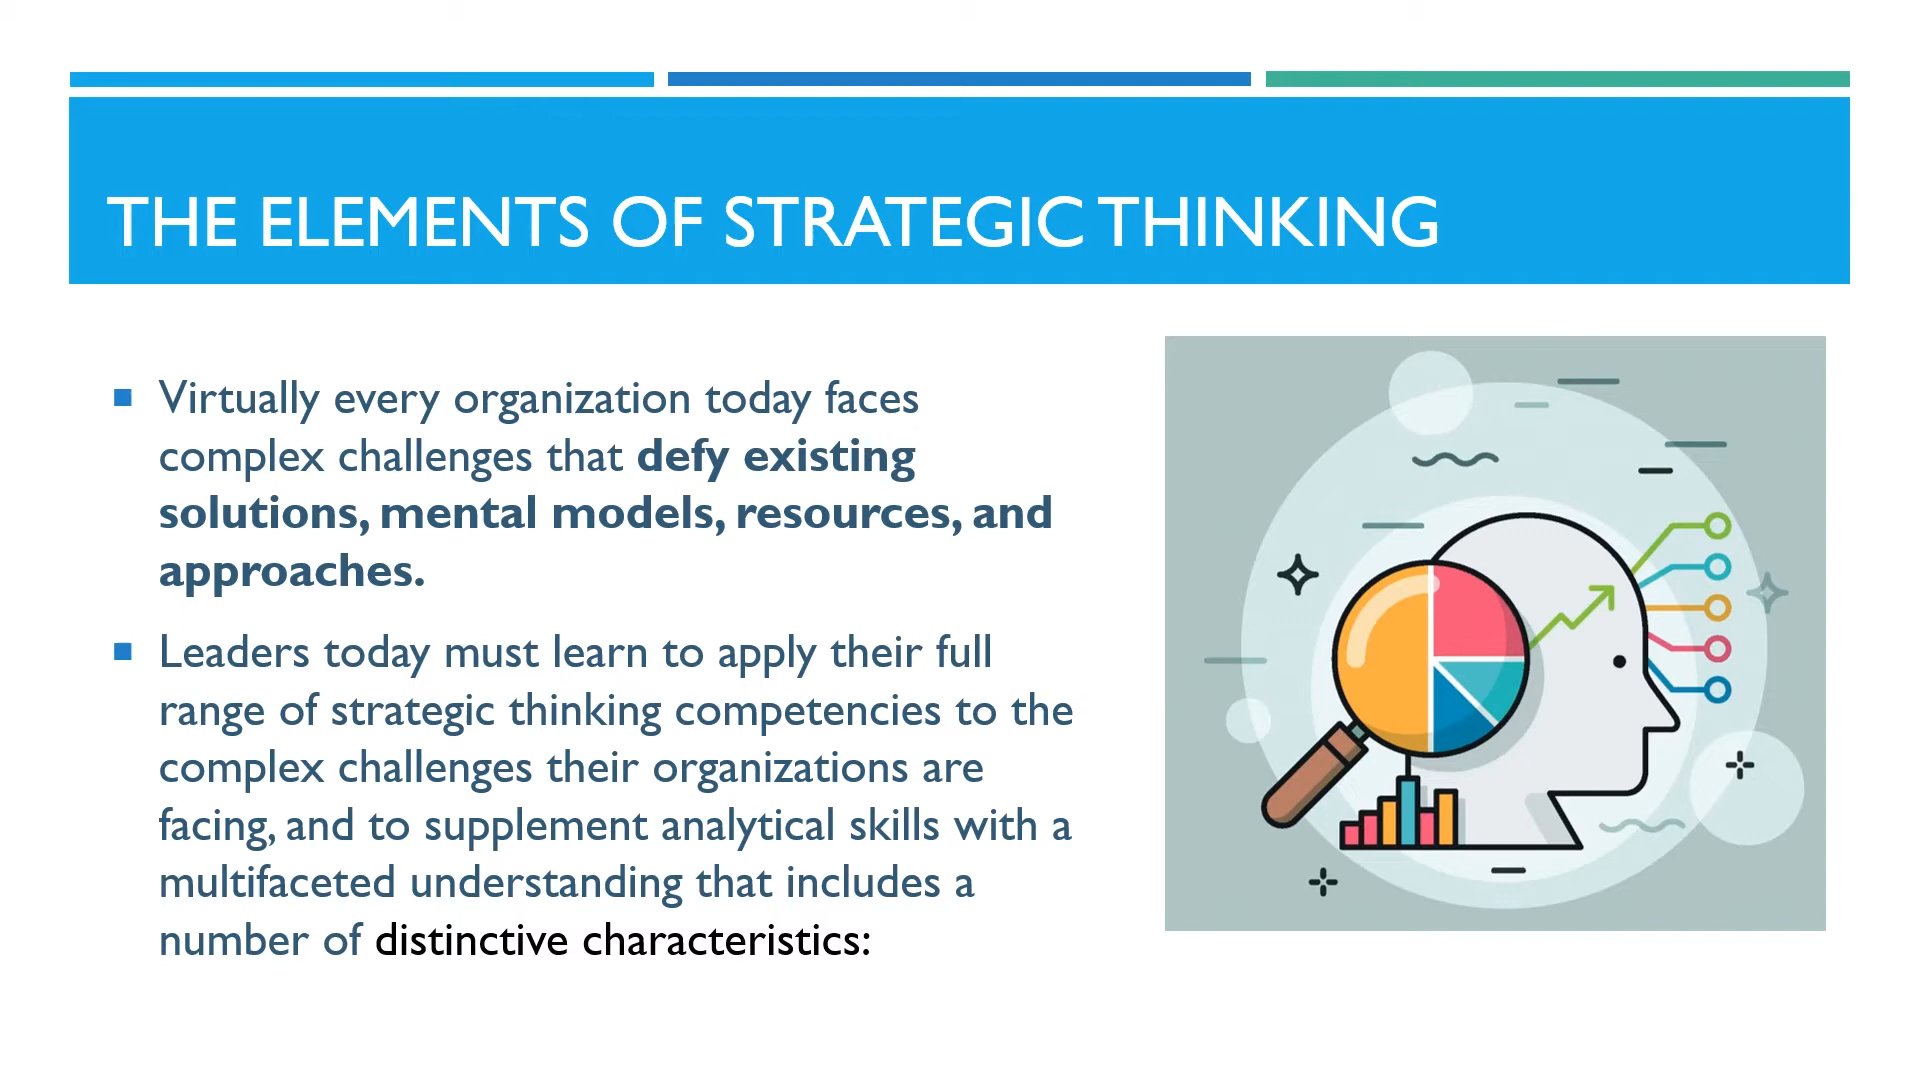 THE ELEMENTS OF STRATEGIC THINKING
Virtually every organization today faces
complex challenges that defy existing
solutions, mental models, resources, and
approaches.
Leaders today must learn to apply their full
range of strategic thinking competencies to the
complex challenges their organizations are
facing, and to supplement analytical skills with a
multifaceted understanding that includes a
number of distinctive characteristics: